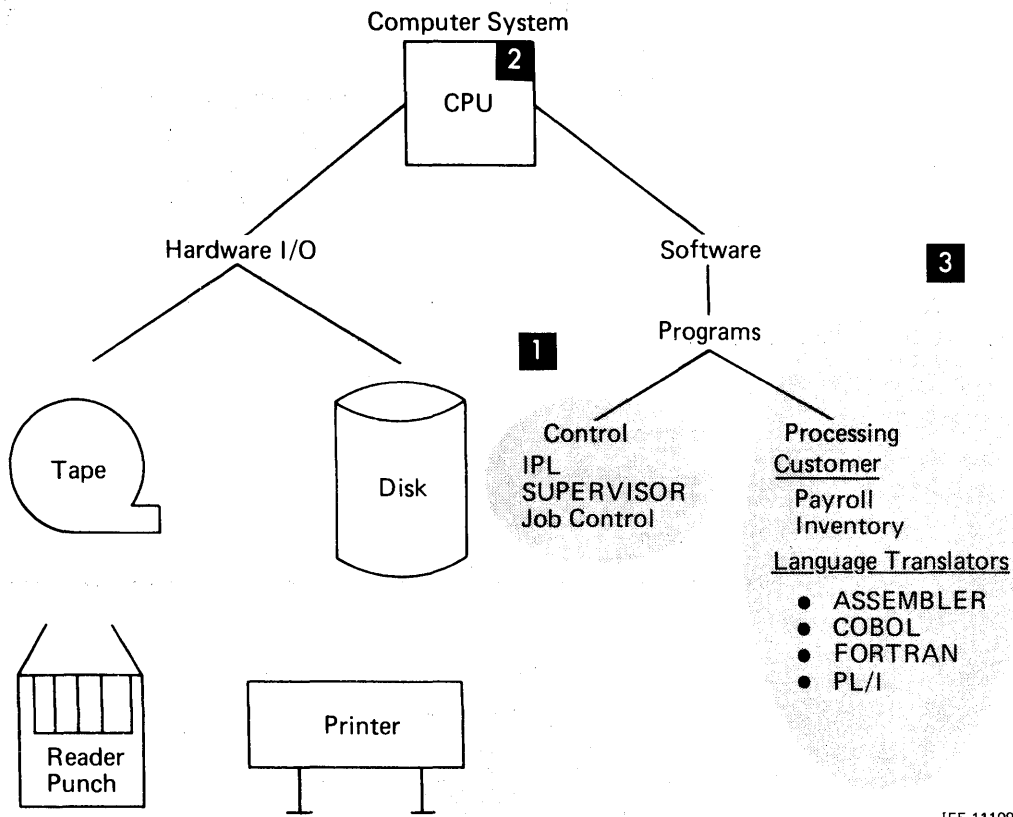 Computer System
2
CPU
Hardware I/O
Software
3
Programs
1
Tape
Disk
Control
IPL
SUPERVISOR
Job Control
Processing
Customer
Payroll
Inventory
Language Translators
● ASSEMBLER
● COBOL
● FORTRAN
● PL/I
Reader
Punch
Printer